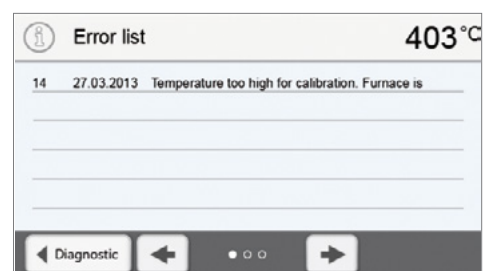 Error list
403°C
14 27.03.2013 Temperature too high for calibration. Furnace is
Diagnostic